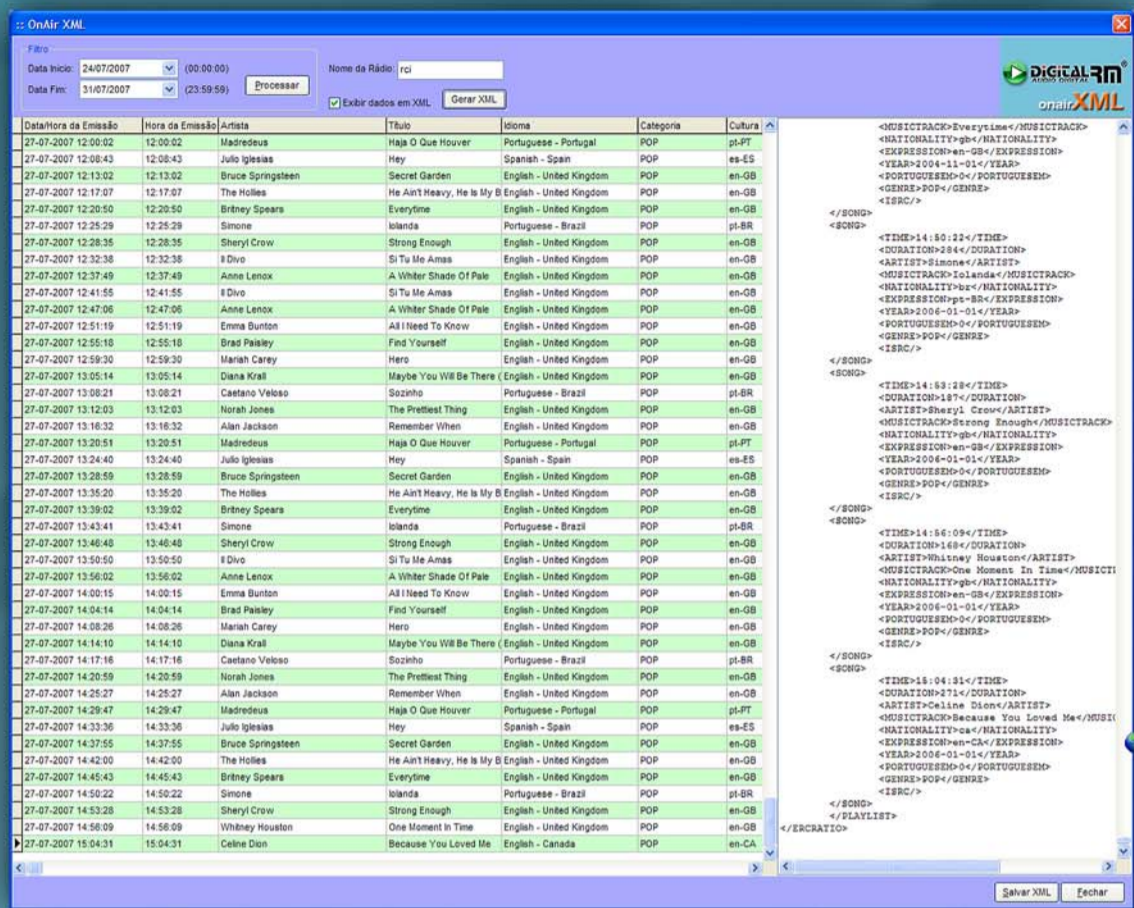 :: OnAir XML
Filtro
Data Inicio: 24/07/2007 (00:00:00)
Data Fim: 31/07/2007 (23:59:59)
Processar
Nome da Rádio: rci
Exibir dados em XML
Gerar XML
DIGITALRM®
AUDIO DIGITAL
onairXML
Data/Hora da Emissão Hora da Emissão Artista Título Idioma Categoria Cultura
27-07-2007 12:00:02 12:00:02 Madredeus Haja O Que Houver Portuguese - Portugal POP pt-PT
27-07-2007 12:08:43 12:08:43 Julio Iglesias Hey Spanish - Spain POP es-ES
27-07-2007 12:13:02 12:13:02 Bruce Springsteen Secret Garden English - United Kingdom POP en-GB
27-07-2007 12:17:07 12:17:07 The Hollies He Ain't Heavy, He Is My B English - United Kingdom POP en-GB
27-07-2007 12:20:50 12:20:50 Britney Spears Everytime English - United Kingdom POP en-GB
27-07-2007 12:25:29 12:25:29 Simone Iolanda Portuguese - Brazil POP pt-BR
27-07-2007 12:28:35 12:28:35 Sheryl Crow Strong Enough English - United Kingdom POP en-GB
27-07-2007 12:32:38 12:32:38 Il Divo Si Tu Me Amas English - United Kingdom POP en-GB
27-07-2007 12:37:49 12:37:49 Anne Lenox A Whiter Shade Of Pale English - United Kingdom POP en-GB
27-07-2007 12:41:55 12:41:55 Il Divo Si Tu Me Amas English - United Kingdom POP en-GB
27-07-2007 12:47:06 12:47:06 Anne Lenox A Whiter Shade Of Pale English - United Kingdom POP en-GB
27-07-2007 12:51:19 12:51:19 Emma Bunton All I Need To Know English - United Kingdom POP en-GB
27-07-2007 12:55:18 12:55:18 Brad Paisley Find Yourself English - United Kingdom POP en-GB
27-07-2007 12:59:30 12:59:30 Mariah Carey Hero English - United Kingdom POP en-GB
27-07-2007 13:05:14 13:05:14 Diana Krall Maybe You Will Be There ( English - United Kingdom POP en-GB
27-07-2007 13:08:21 13:08:21 Caetano Veloso Sozinho Portuguese - Brazil POP pt-BR
27-07-2007 13:12:03 13:12:03 Norah Jones The Prettiest Thing English - United Kingdom POP en-GB
27-07-2007 13:16:32 13:16:32 Alan Jackson Remember When English - United Kingdom POP en-GB
27-07-2007 13:20:51 13:20:51 Madredeus Haja O Que Houver Portuguese - Portugal POP pt-PT
27-07-2007 13:24:40 13:24:40 Julio Iglesias Hey Spanish - Spain POP es-ES
27-07-2007 13:28:59 13:28:59 Bruce Springsteen Secret Garden English - United Kingdom POP en-GB
27-07-2007 13:35:20 13:35:20 The Hollies He Ain't Heavy, He Is My B English - United Kingdom POP en-GB
27-07-2007 13:39:02 13:39:02 Britney Spears Everytime English - United Kingdom POP en-GB
27-07-2007 13:43:41 13:43:41 Simone Iolanda Portuguese - Brazil POP pt-BR
27-07-2007 13:46:48 13:46:48 Sheryl Crow Strong Enough English - United Kingdom POP en-GB
27-07-2007 13:50:50 13:50:50 Il Divo Si Tu Me Amas English - United Kingdom POP en-GB
27-07-2007 13:56:02 13:56:02 Anne Lenox A Whiter Shade Of Pale English - United Kingdom POP en-GB
27-07-2007 14:00:15 14:00:15 Emma Bunton All I Need To Know English - United Kingdom POP en-GB
27-07-2007 14:04:14 14:04:14 Brad Paisley Find Yourself English - United Kingdom POP en-GB
27-07-2007 14:08:26 14:08:26 Mariah Carey Hero English - United Kingdom POP en-GB
27-07-2007 14:14:10 14:14:10 Diana Krall Maybe You Will Be There ( English - United Kingdom POP en-GB
27-07-2007 14:17:16 14:17:16 Caetano Veloso Sozinho Portuguese - Brazil POP pt-BR
27-07-2007 14:20:59 14:20:59 Norah Jones The Prettiest Thing English - United Kingdom POP en-GB
27-07-2007 14:25:27 14:25:27 Alan Jackson Remember When English - United Kingdom POP en-GB
27-07-2007 14:29:47 14:29:47 Madredeus Haja O Que Houver Portuguese - Portugal POP pt-PT
27-07-2007 14:33:36 14:33:36 Julio Iglesias Hey Spanish - Spain POP es-ES
27-07-2007 14:37:55 14:37:55 Bruce Springsteen Secret Garden English - United Kingdom POP en-GB
27-07-2007 14:42:00 14:42:00 The Hollies He Ain't Heavy, He Is My B English - United Kingdom POP en-GB
27-07-2007 14:45:43 14:45:43 Britney Spears Everytime English - United Kingdom POP en-GB
27-07-2007 14:50:22 14:50:22 Simone Iolanda Portuguese - Brazil POP pt-BR
27-07-2007 14:53:28 14:53:28 Sheryl Crow Strong Enough English - United Kingdom POP en-GB
27-07-2007 14:56:09 14:56:09 Whitney Houston One Moment In Time English - United Kingdom POP en-GB
27-07-2007 15:04:31 15:04:31 Celine Dion Because You Loved Me English - Canada POP en-CA
<MUSICTRACK>Everytime</MUSICTRACK>
<NATIONALITY>gb</NATIONALITY>
<EXPRESSION>en-GB</EXPRESSION>
<YEAR>2004-11-01</YEAR>
<PORTUGUESEM>0</PORTUGUESEM>
<GENRE>POP</GENRE>
<ISRC/>
</SONG>
<SONG>
<TIME>14:50:22</TIME>
<DURATION>284</DURATION>
<ARTIST>Simone</ARTIST>
<MUSICTRACK>Iolanda</MUSICTRACK>
<NATIONALITY>br</NATIONALITY>
<EXPRESSION>pt-BR</EXPRESSION>
<YEAR>2006-01-01</YEAR>
<PORTUGUESEM>0</PORTUGUESEM>
<GENRE>POP</GENRE>
<ISRC/>
</SONG>
<SONG>
<TIME>14:53:28</TIME>
<DURATION>187</DURATION>
<ARTIST>Sheryl Crow</ARTIST>
<MUSICTRACK>Strong Enough</MUSICTRACK>
<NATIONALITY>gb</NATIONALITY>
<EXPRESSION>en-GB</EXPRESSION>
<YEAR>2006-01-01</YEAR>
<PORTUGUESEM>0</PORTUGUESEM>
<GENRE>POP</GENRE>
<ISRC/>
</SONG>
<SONG>
<TIME>14:56:09</TIME>
<DURATION>168</DURATION>
<ARTIST>Whitney Houston</ARTIST>
<MUSICTRACK>One Moment In Time</MUSICT
<NATIONALITY>gb</NATIONALITY>
<EXPRESSION>en-GB</EXPRESSION>
<YEAR>2006-01-01</YEAR>
<PORTUGUESEM>0</PORTUGUESEM>
<GENRE>POP</GENRE>
<ISRC/>
</SONG>
<SONG>
<TIME>15:04:31</TIME>
<DURATION>271</DURATION>
<ARTIST>Celine Dion</ARTIST>
<MUSICTRACK>Because You Loved Me</MUSIC
<NATIONALITY>ca</NATIONALITY>
<EXPRESSION>en-CA</EXPRESSION>
<YEAR>2006-01-01</YEAR>
<PORTUGUESEM>0</PORTUGUESEM>
<GENRE>POP</GENRE>
<ISRC/>
</SONG>
</PLAYLIST>
</ERCRATIO>
Salvar XML
Fechar